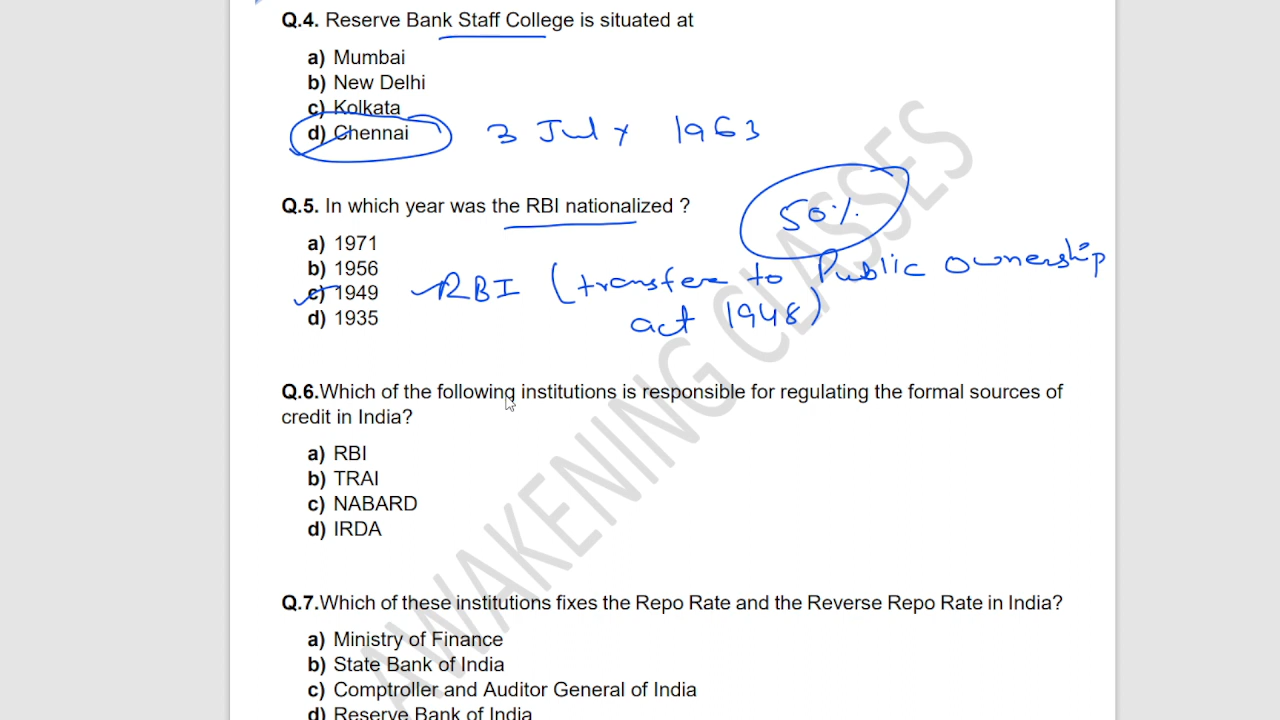 Q.4. Reserve Bank Staff College is situated at
a) Mumbai
b) New Delhi
c) Kolkata
d) Chennai 3 July 1963
Q.5. In which year was the RBI nationalized ?
50%
a) 1971
b) 1956
c) 1949 RBI (transfere to Public ownership
act 1948)
d) 1935
Q.6.Which of the following institutions is responsible for regulating the formal sources of
credit in India?
a) RBI
b) TRAI
c) NABARD
d) IRDA
Q.7.Which of these institutions fixes the Repo Rate and the Reverse Repo Rate in India?
a) Ministry of Finance
b) State Bank of India
c) Comptroller and Auditor General of India
d) Reserve Bank of India
AWAKENING CLASSES